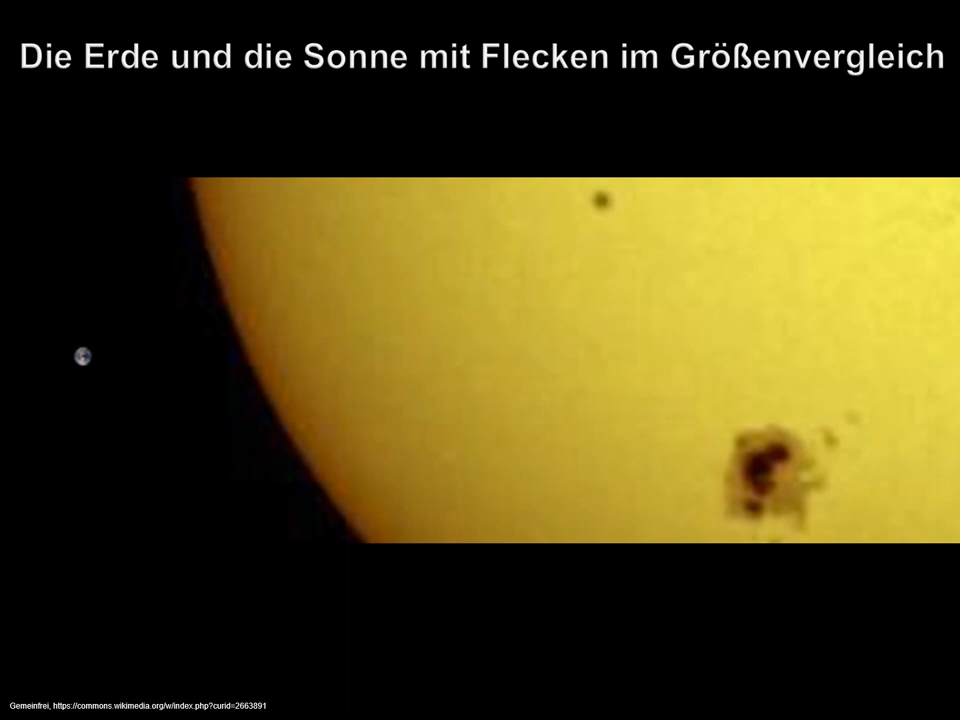 Die Erde und die Sonne mit Flecken im Größenvergleich
Gemeinfrei, https://commons.wikimedia.org/w/index.php?curid=2663891